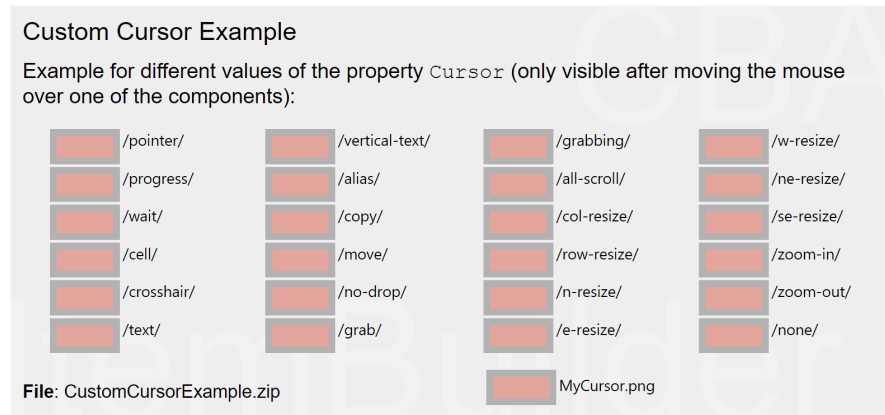 Custom Cursor Example
Example for different values of the property Cursor (only visible after moving the mouse
over one of the components):
/pointer/ /vertical-text/ /grabbing/ /w-resize/
/progress/ /alias/ /all-scroll/ /ne-resize/
/wait/ /copy/ /col-resize/ /se-resize/
/cell/ /move/ /row-resize/ /zoom-in/
/crosshair/ /no-drop/ /n-resize/ /zoom-out/
/text/ /grab/ /e-resize/ /none/
File: CustomCursorExample.zip MyCursor.png
CBA
ItemBuilder